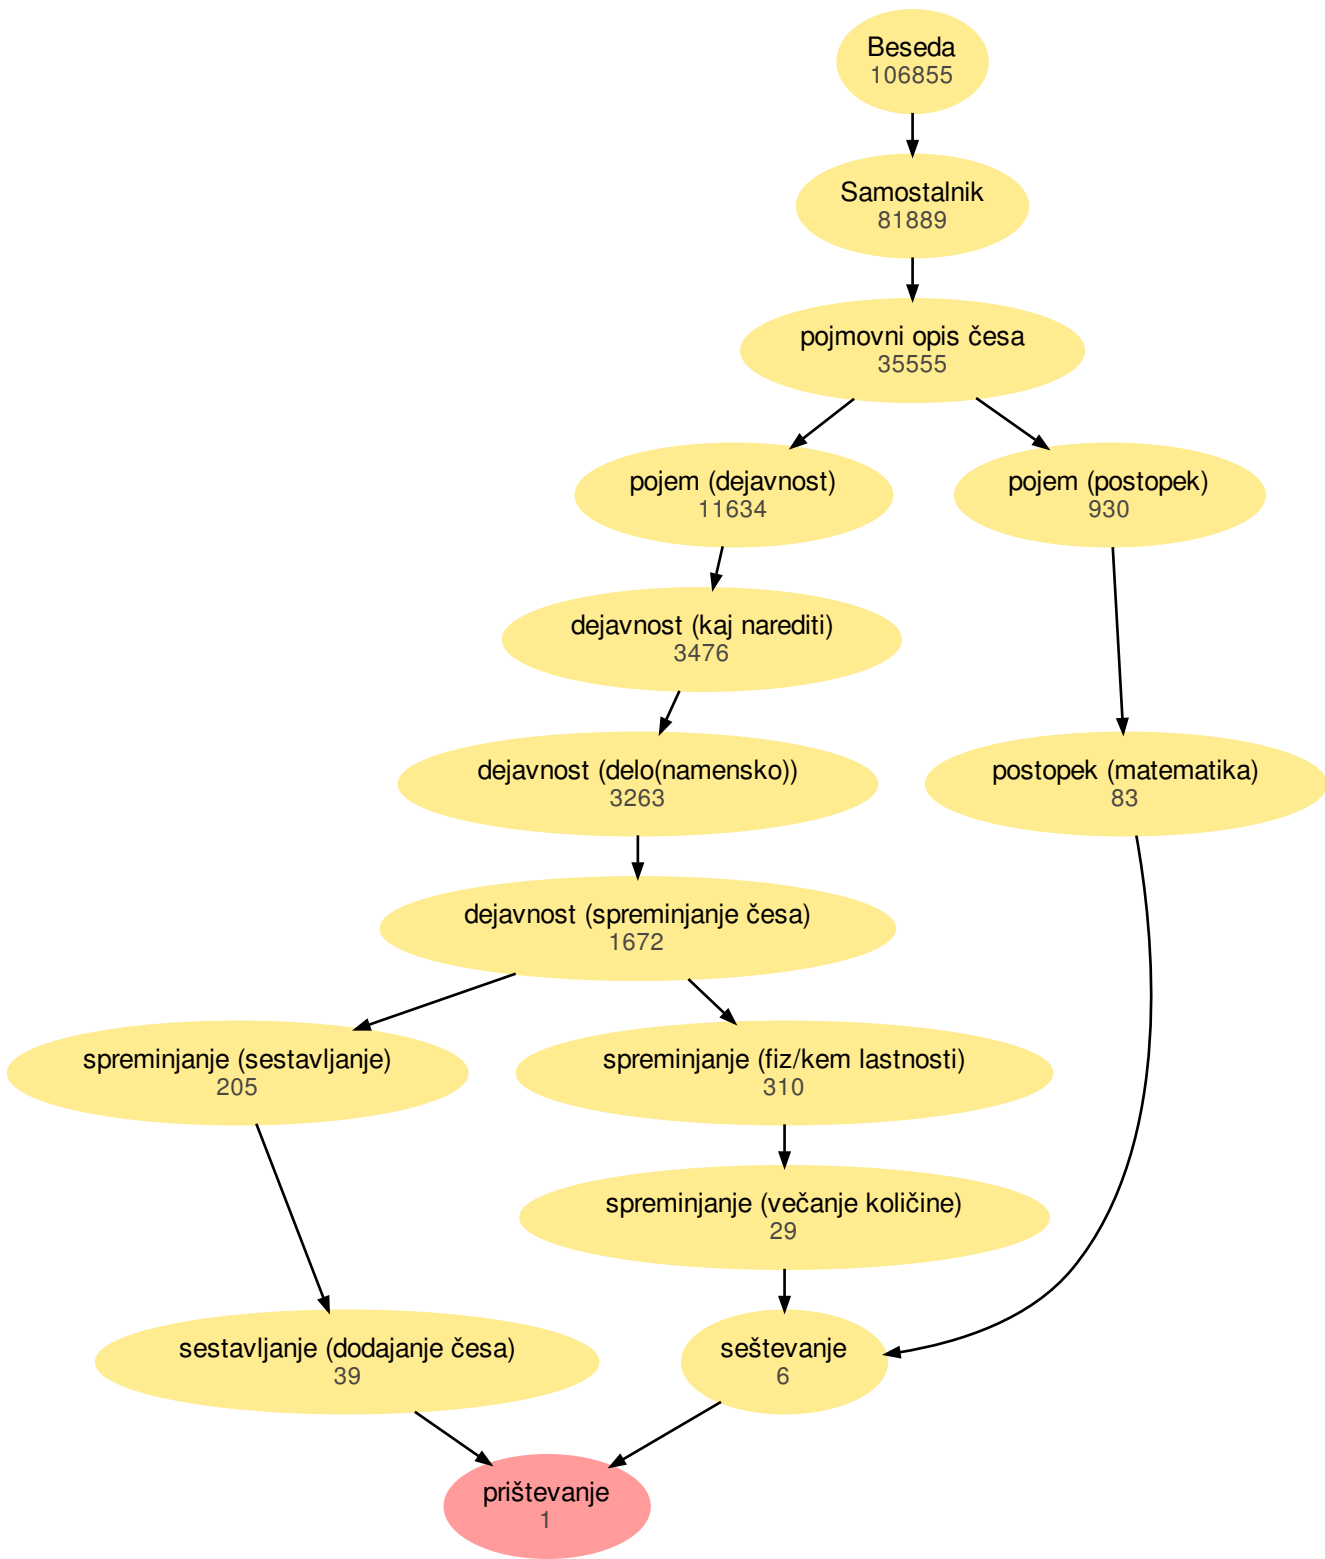 Beseda
106855
Samostalnik
81889
pojmovni opis česa
35555
pojem (dejavnost)
11634
pojem (postopek)
930
dejavnost (kaj narediti)
3476
dejavnost (delo(namensko))
3263
postopek (matematika)
83
dejavnost (spreminjanje česa)
1672
spreminjanje (sestavljanje)
205
spreminjanje (fiz/kem lastnosti)
310
spreminjanje (večanje količine)
29
sestavljanje (dodajanje česa)
39
seštevanje
6
prištevanje
1